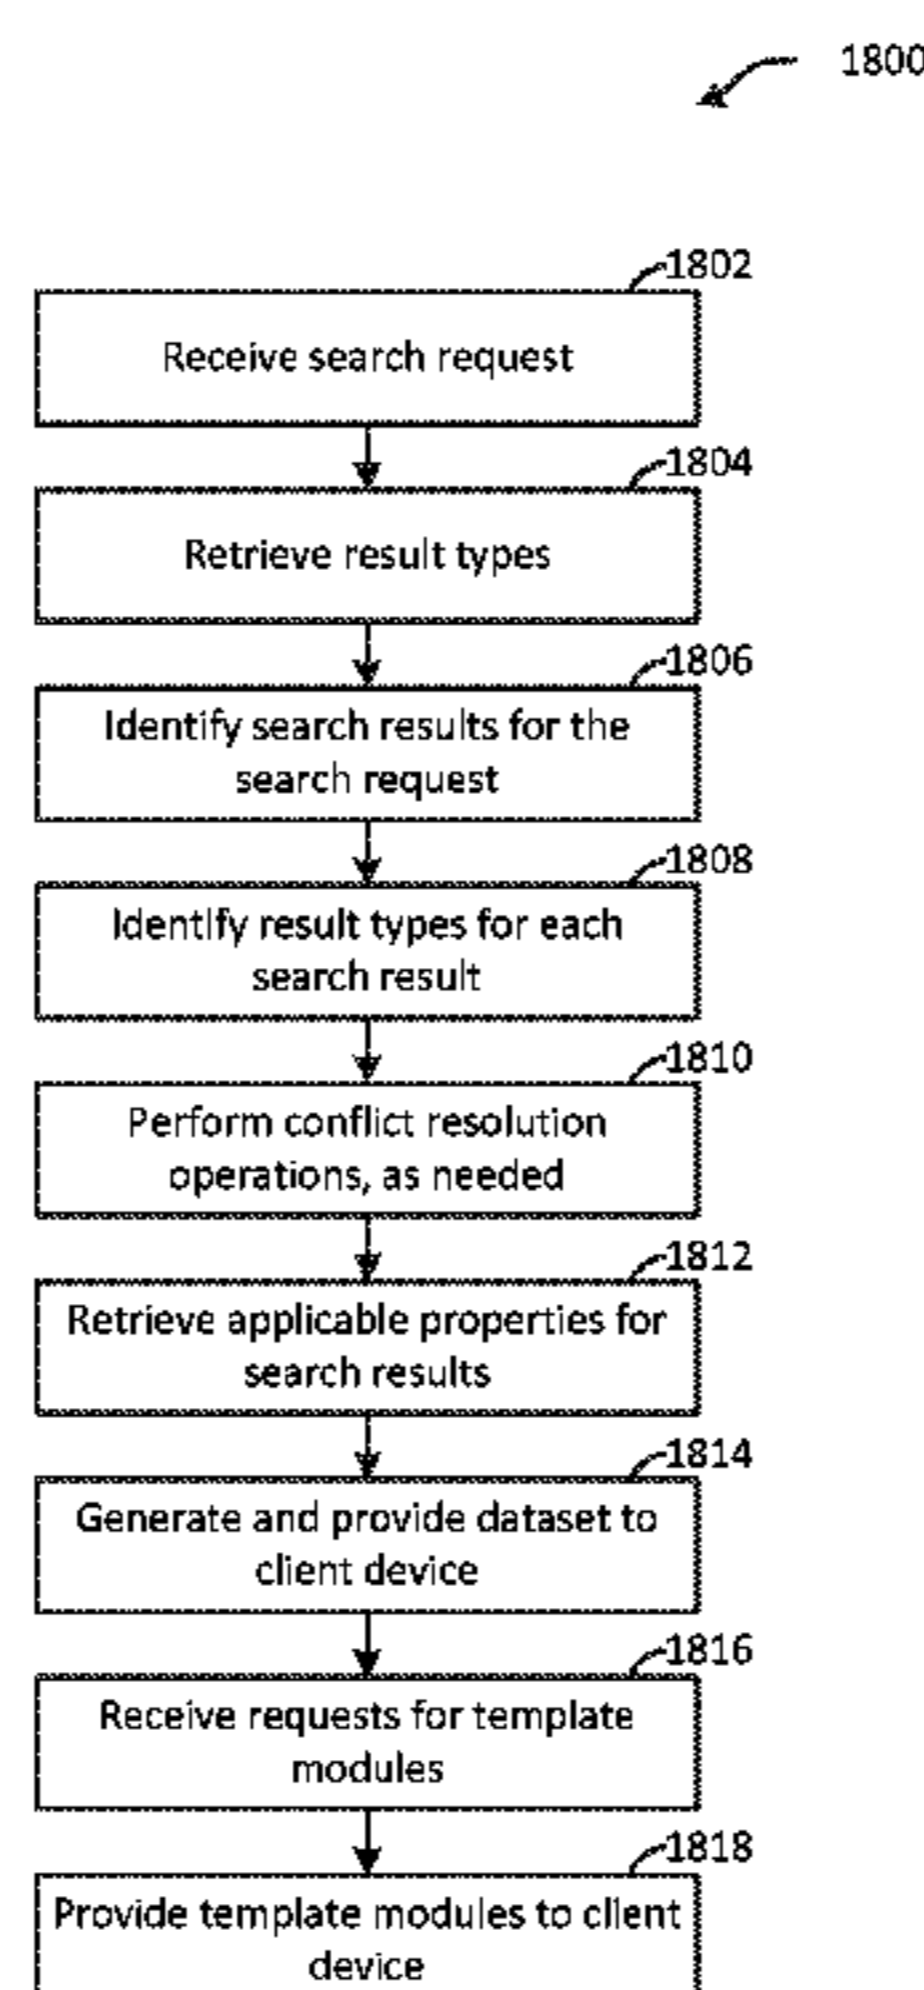 1800
1802
Receive search request
1804
Retrieve result types
1806
Identify search results for the
search request
1808
Identify result types for each
search result
1810
Perform conflict resolution
operations, as needed
1812
Retrieve applicable properties for
search results
1814
Generate and provide dataset to
client device
1816
Receive requests for template
modules
1818
Provide template modules to client
device